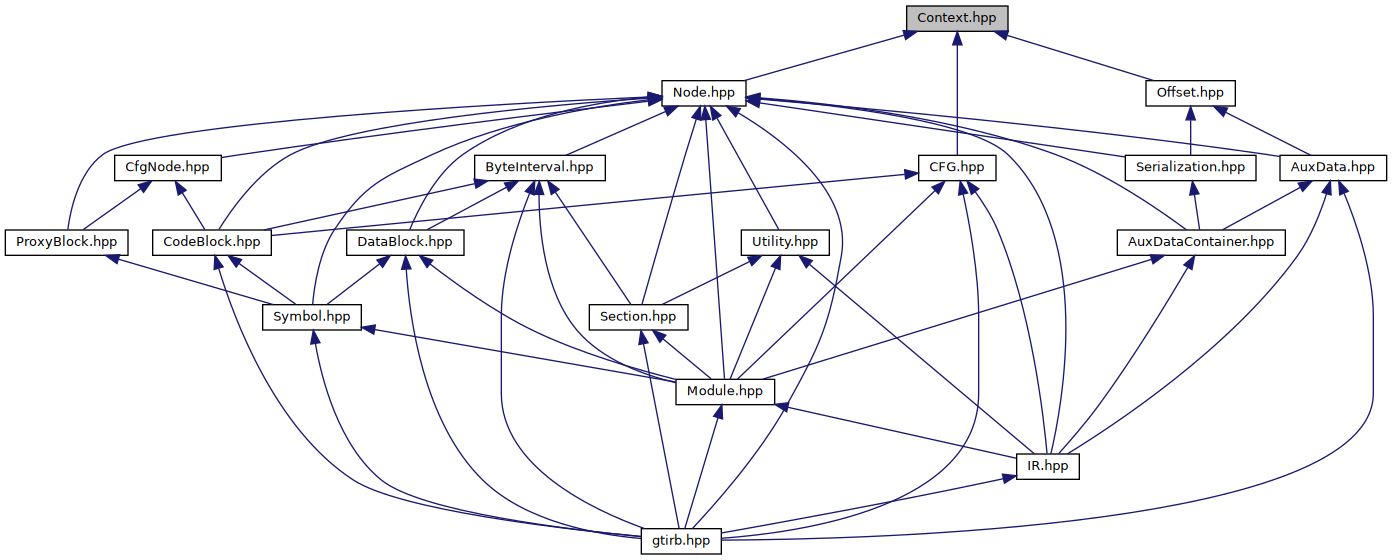 Context.hpp
Node.hpp
Offset.hpp
CfgNode.hpp
ByteInterval.hpp
CFG.hpp
Serialization.hpp
AuxData.hpp
ProxyBlock.hpp
CodeBlock.hpp
DataBlock.hpp
Utility.hpp
AuxDataContainer.hpp
Symbol.hpp
Section.hpp
Module.hpp
IR.hpp
gtirb.hpp